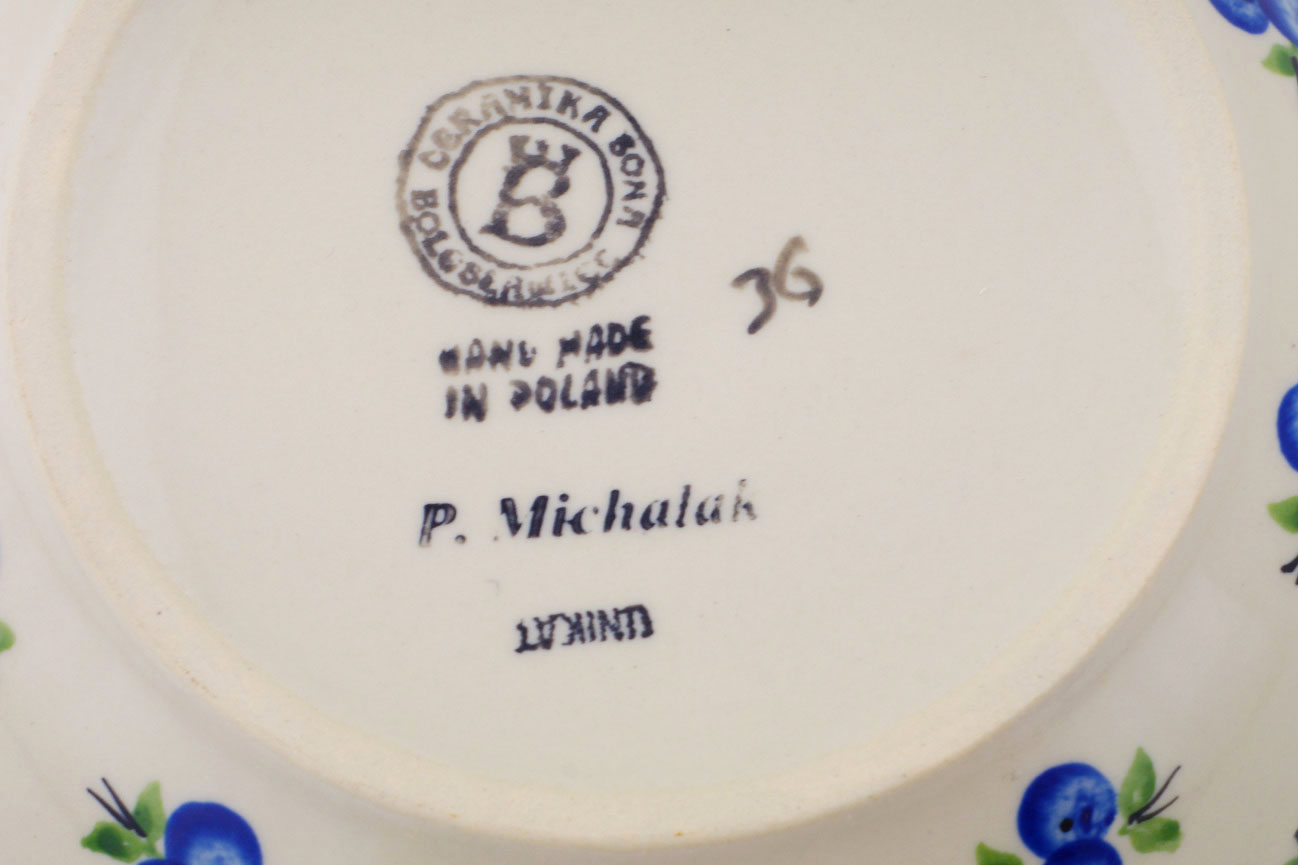 CERAMIKA BONA
BOLESŁAWIEC
B
HAND MADE
IN POLAND
36
P. Michalak
UNIKAT